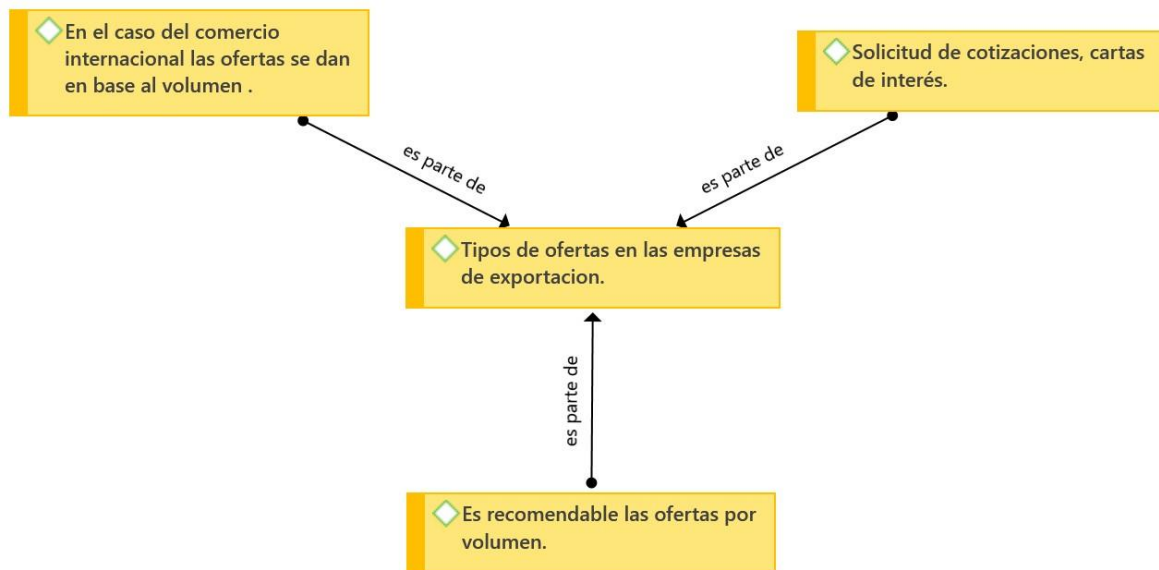 En el caso del comercio
internacional las ofertas se dan
en base al volumen .
Solicitud de cotizaciones, cartas
de interés.
es parte de
es parte de
Tipos de ofertas en las empresas
de exportacion.
es parte de
Es recomendable las ofertas por
volumen.